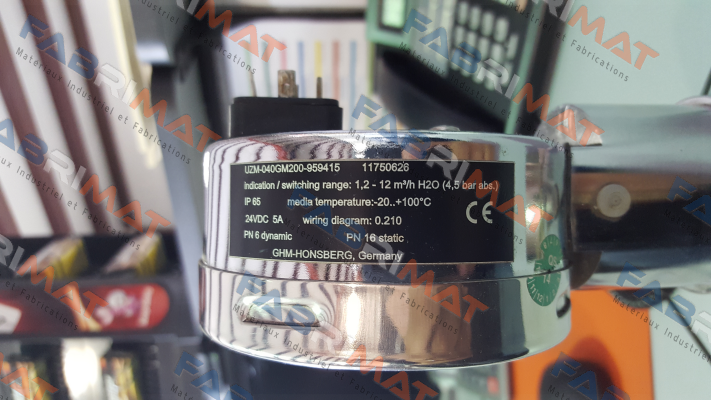 UZM-040GM200-959415 11750626
indication / switching range: 1,2 - 12 m³/h H2O (4,5 bar abs.)
IP 65 media temperature:-20..+100°C
24VDC 5A wiring diagram: 0.210
PN 6 dynamic PN 16 static
GHM-HONSBERG, Germany
CE
FABRIMAT
Matériaux Industriel et Fabrications